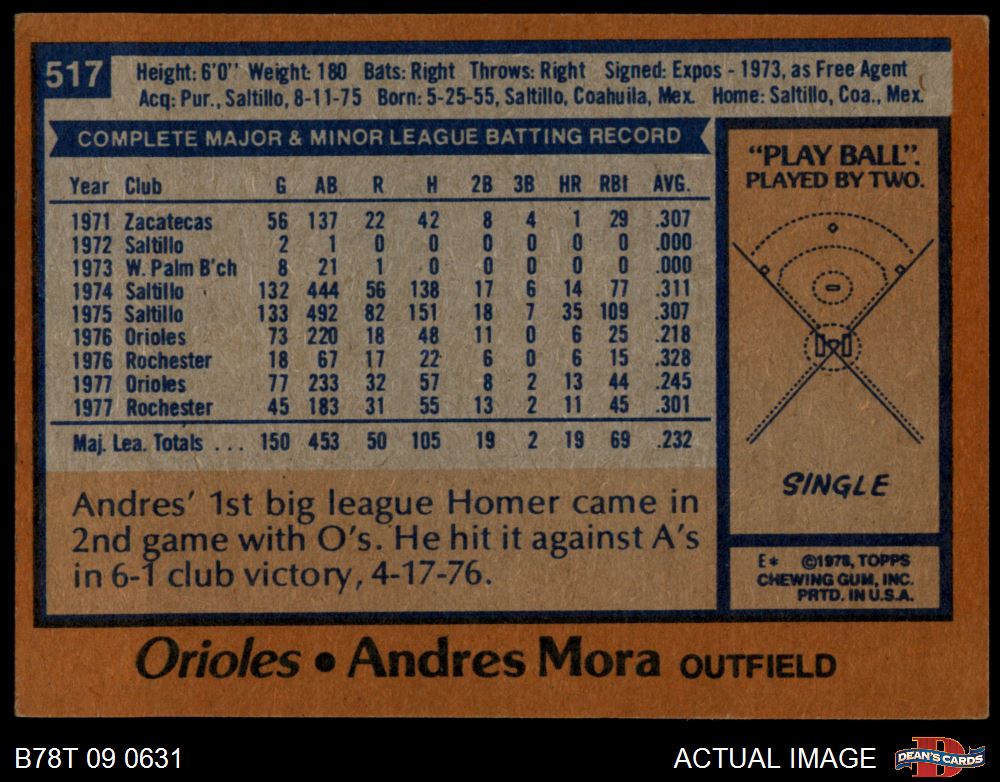 517
Height: 6'0" Weight: 180 Bats: Right Throws: Right Signed: Expos - 1973, as Free Agent
Acq: Pur., Saltillo, 8-11-75 Born: 5-25-55, Saltillo, Coahuila, Mex. Home: Saltillo, Coa., Mex.
COMPLETE MAJOR & MINOR LEAGUE BATTING RECORD
Year Club G AB R H 2B 3B HR RBI AVG.
1971 Zacatecas 56 137 22 42 8 4 1 29 .307
1972 Saltillo 2 1 0 0 0 0 0 0 .000
1973 W. Palm B'ch 8 21 1 0 0 0 0 0 .000
1974 Saltillo 132 444 56 138 17 6 14 77 .311
1975 Saltillo 133 492 82 151 18 7 35 109 .307
1976 Orioles 73 220 18 48 11 0 6 25 .218
1976 Rochester 18 67 17 22 6 0 6 15 .328
1977 Orioles 77 233 32 57 8 2 13 44 .245
1977 Rochester 45 183 31 55 13 2 11 45 .301
Maj. Lea. Totals . . . 150 453 50 105 19 2 19 69 .232
Andres' 1st big league Homer came in
2nd game with O's. He hit it against A's
in 6-1 club victory, 4-17-76.
"PLAY BALL".
PLAYED BY TWO.
SINGLE
E* ©1978, TOPPS
CHEWING GUM, INC.
PRTD. IN U.S.A.
Orioles • Andres Mora OUTFIELD
B78T 09 0631
ACTUAL IMAGE
D
DEAN'S CARDS